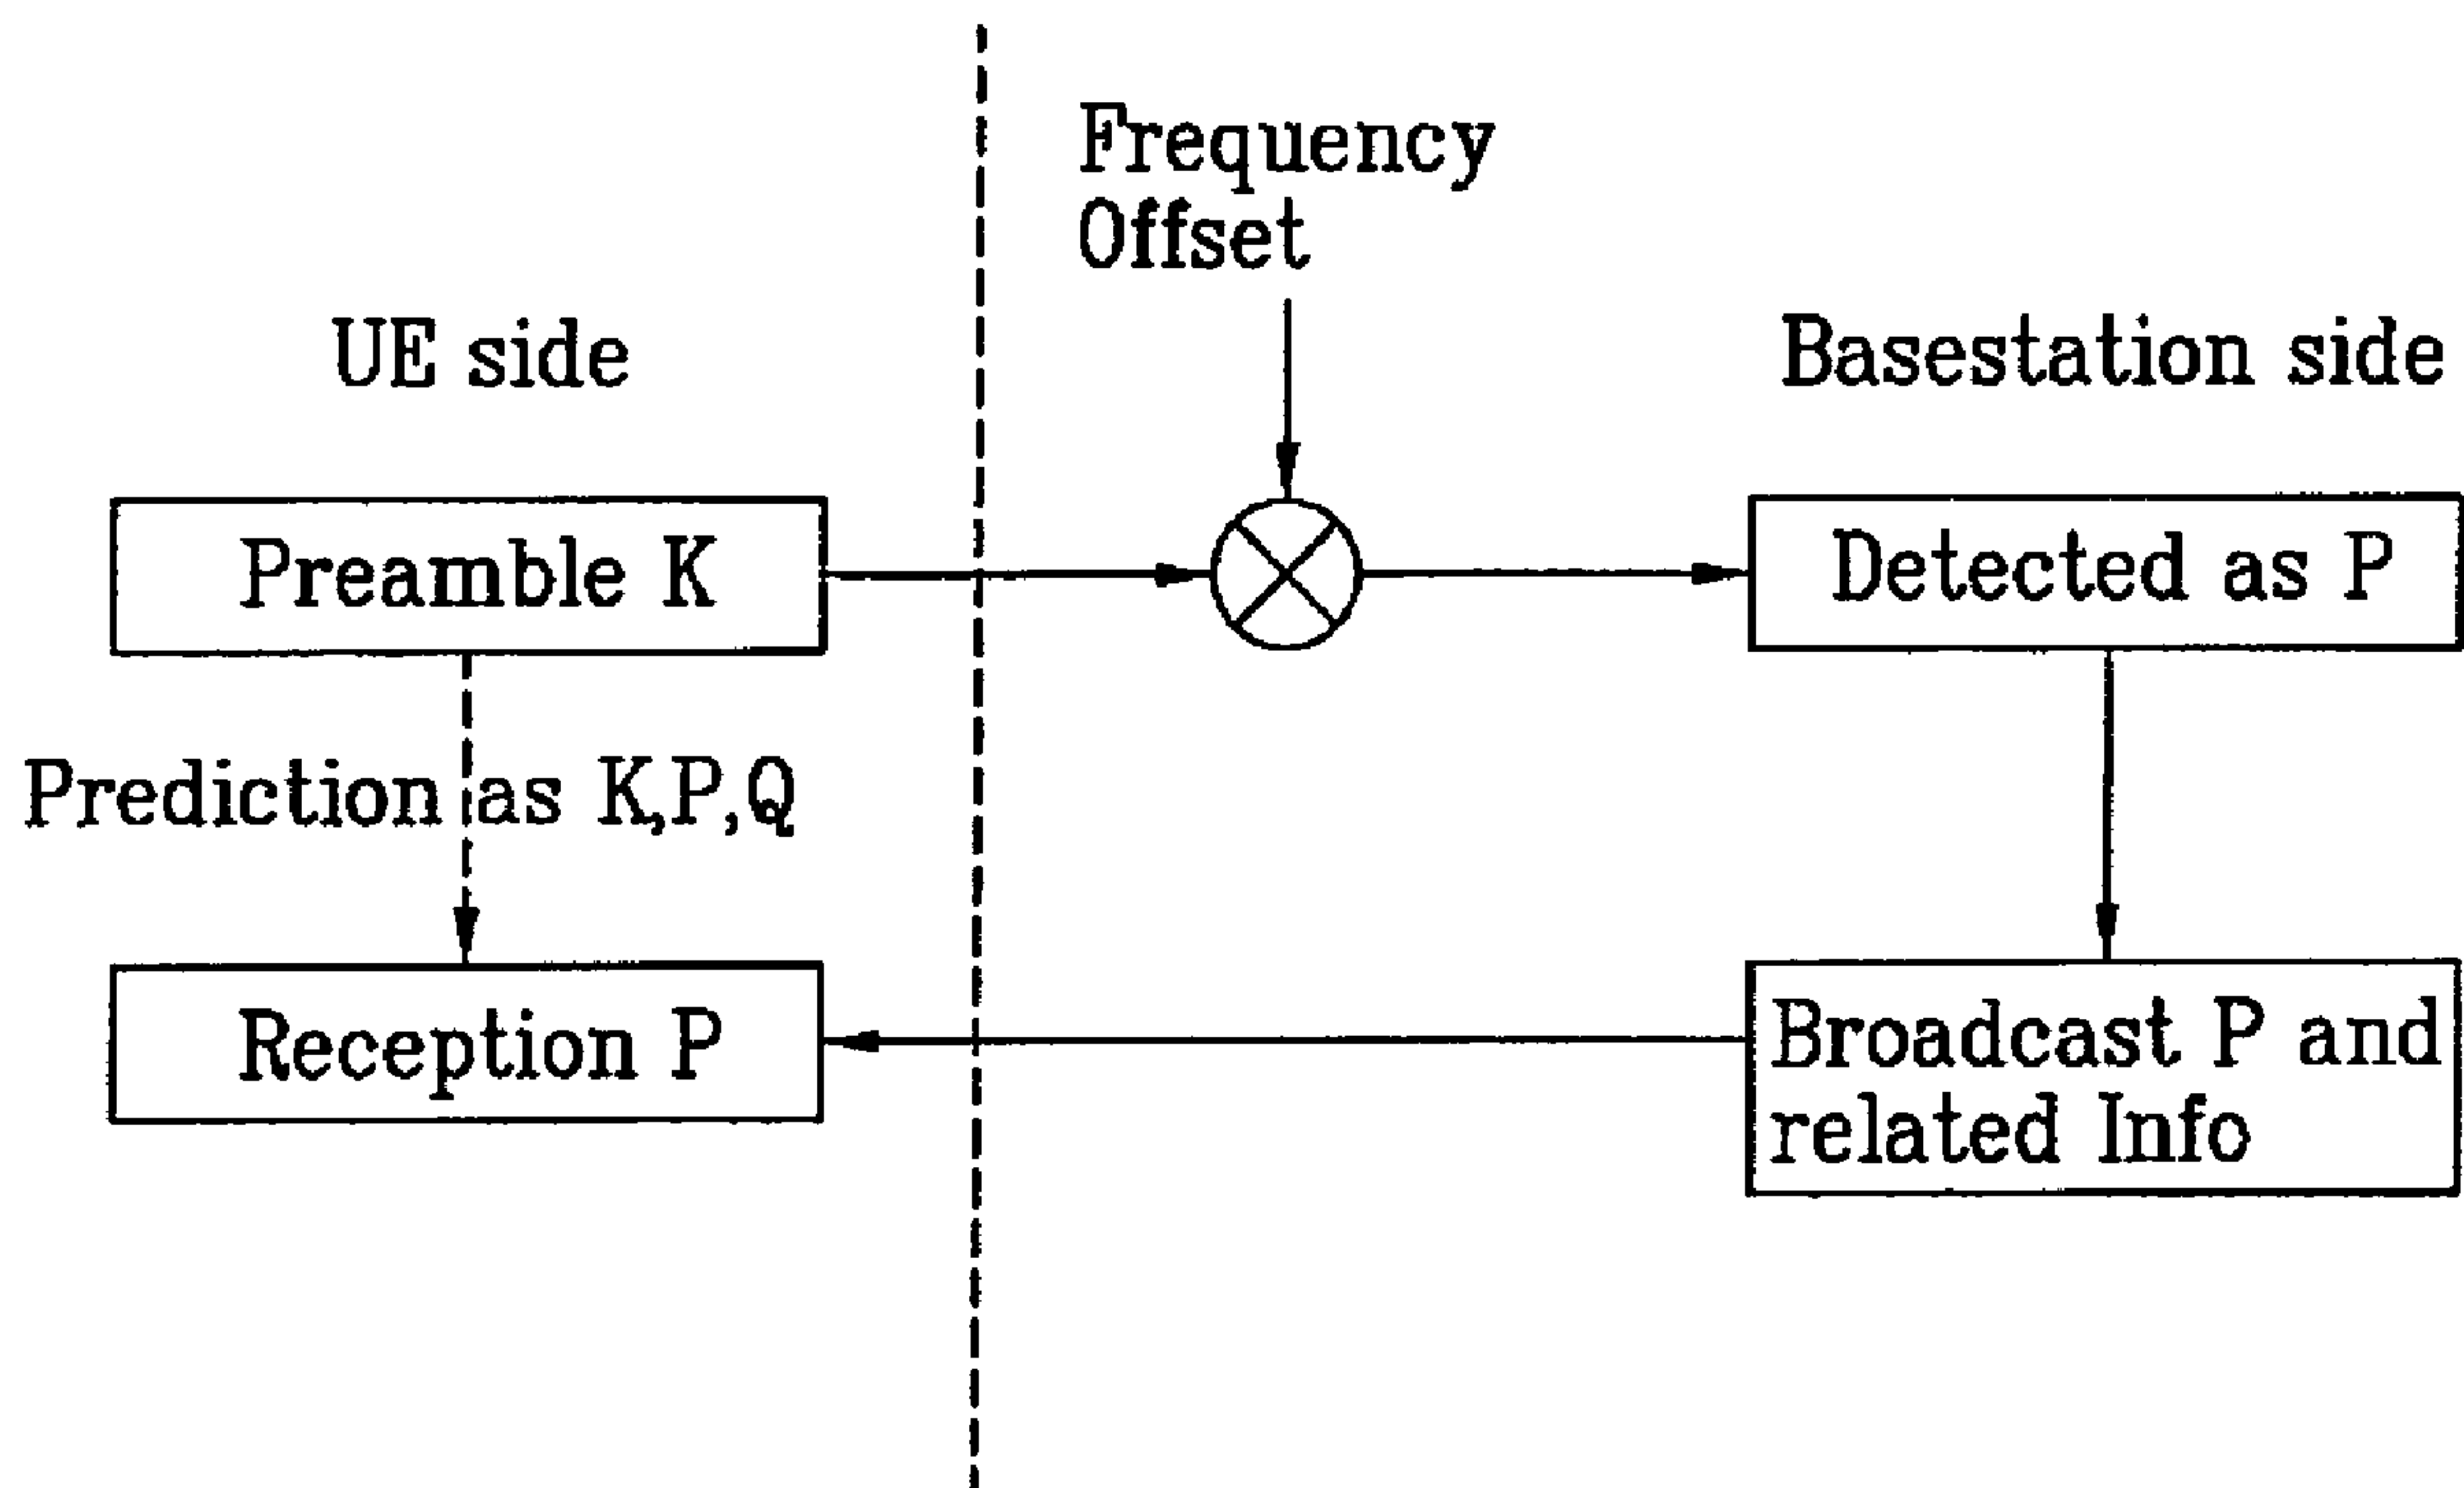 Frequency
Offset
UE side
Basestation side
Preamble K
Detected as P
Prediction as K,P,Q
Reception P
Broadcast P and
related Info